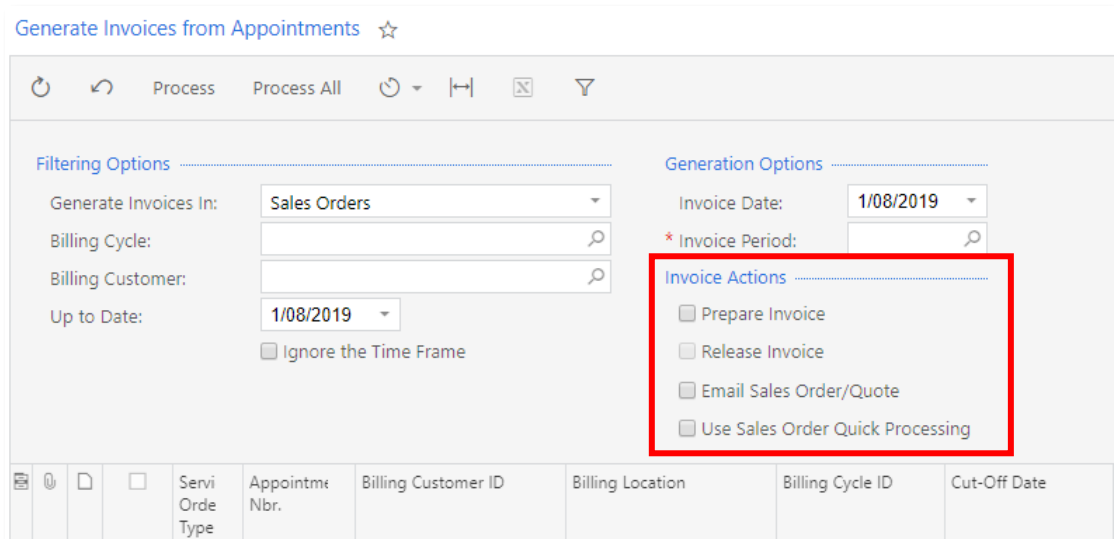 Generate Invoices from Appointments
Process Process All
Filtering Options
Generate Invoices In: Sales Orders
Billing Cycle:
Billing Customer:
Up to Date: 1/08/2019
Ignore the Time Frame
Generation Options
Invoice Date: 1/08/2019
* Invoice Period:
Invoice Actions
Prepare Invoice
Release Invoice
Email Sales Order/Quote
Use Sales Order Quick Processing
Servi
Orde
Type
Appointme
Nbr.
Billing Customer ID
Billing Location
Billing Cycle ID
Cut-Off Date